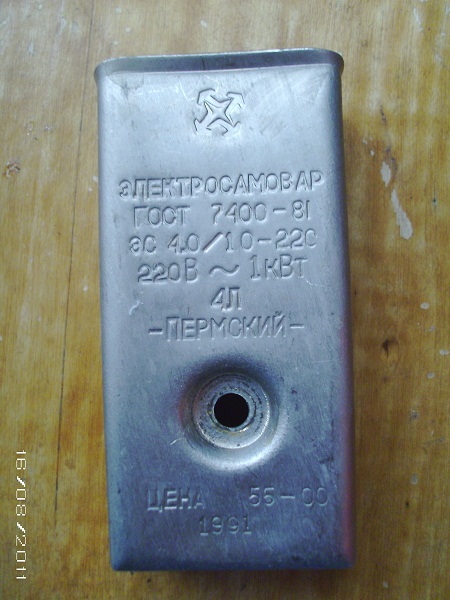 ЭЛЕКТРОСАМОВАР
ГОСТ 7400-81
ЭС 4.0/1.0-220
220В ~ 1кВт
4Л
-ПЕРМСКИЙ-
ЦЕНА 55-00
1991
16/08/2011